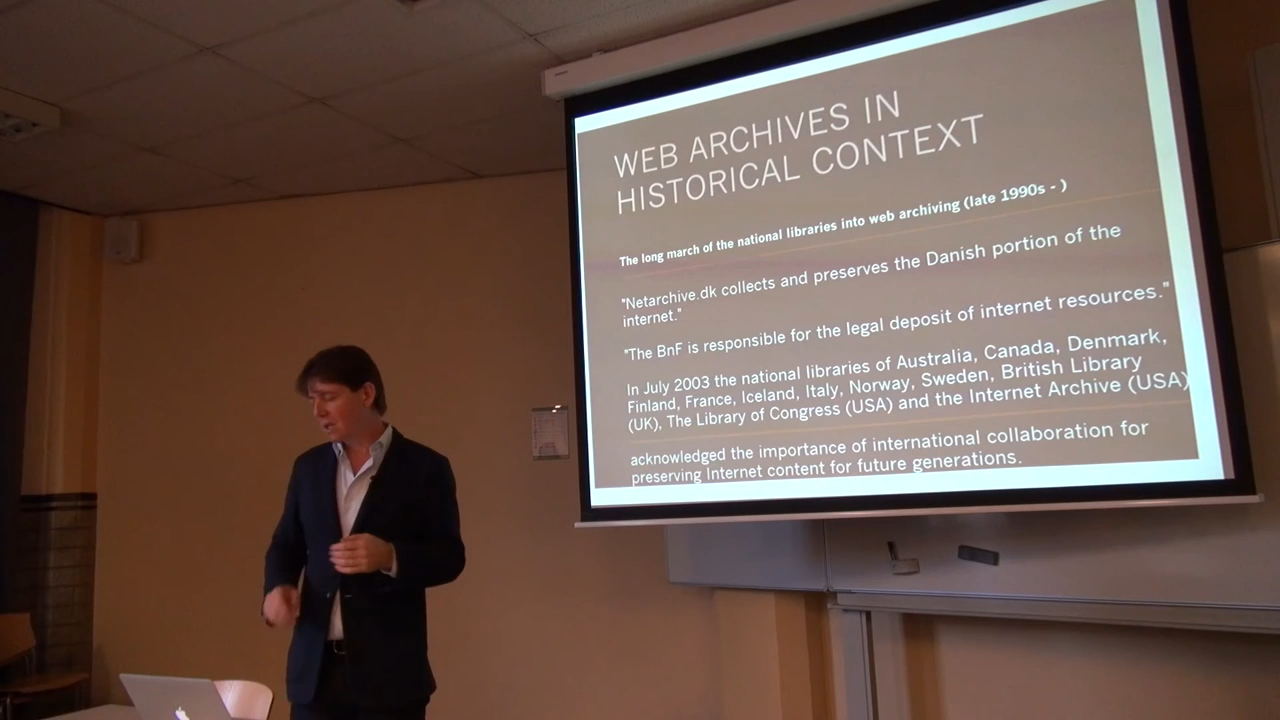 WEB ARCHIVES IN
HISTORICAL CONTEXT
The long march of the national libraries into web archiving (late 1990s - )
"Netarchive.dk collects and preserves the Danish portion of the
internet."
"The BnF is responsible for the legal deposit of internet resources."
In July 2003 the national libraries of Australia, Canada, Denmark,
Finland, France, Iceland, Italy, Norway, Sweden, British Library
(UK), The Library of Congress (USA) and the Internet Archive (USA)
acknowledged the importance of international collaboration for
preserving Internet content for future generations.